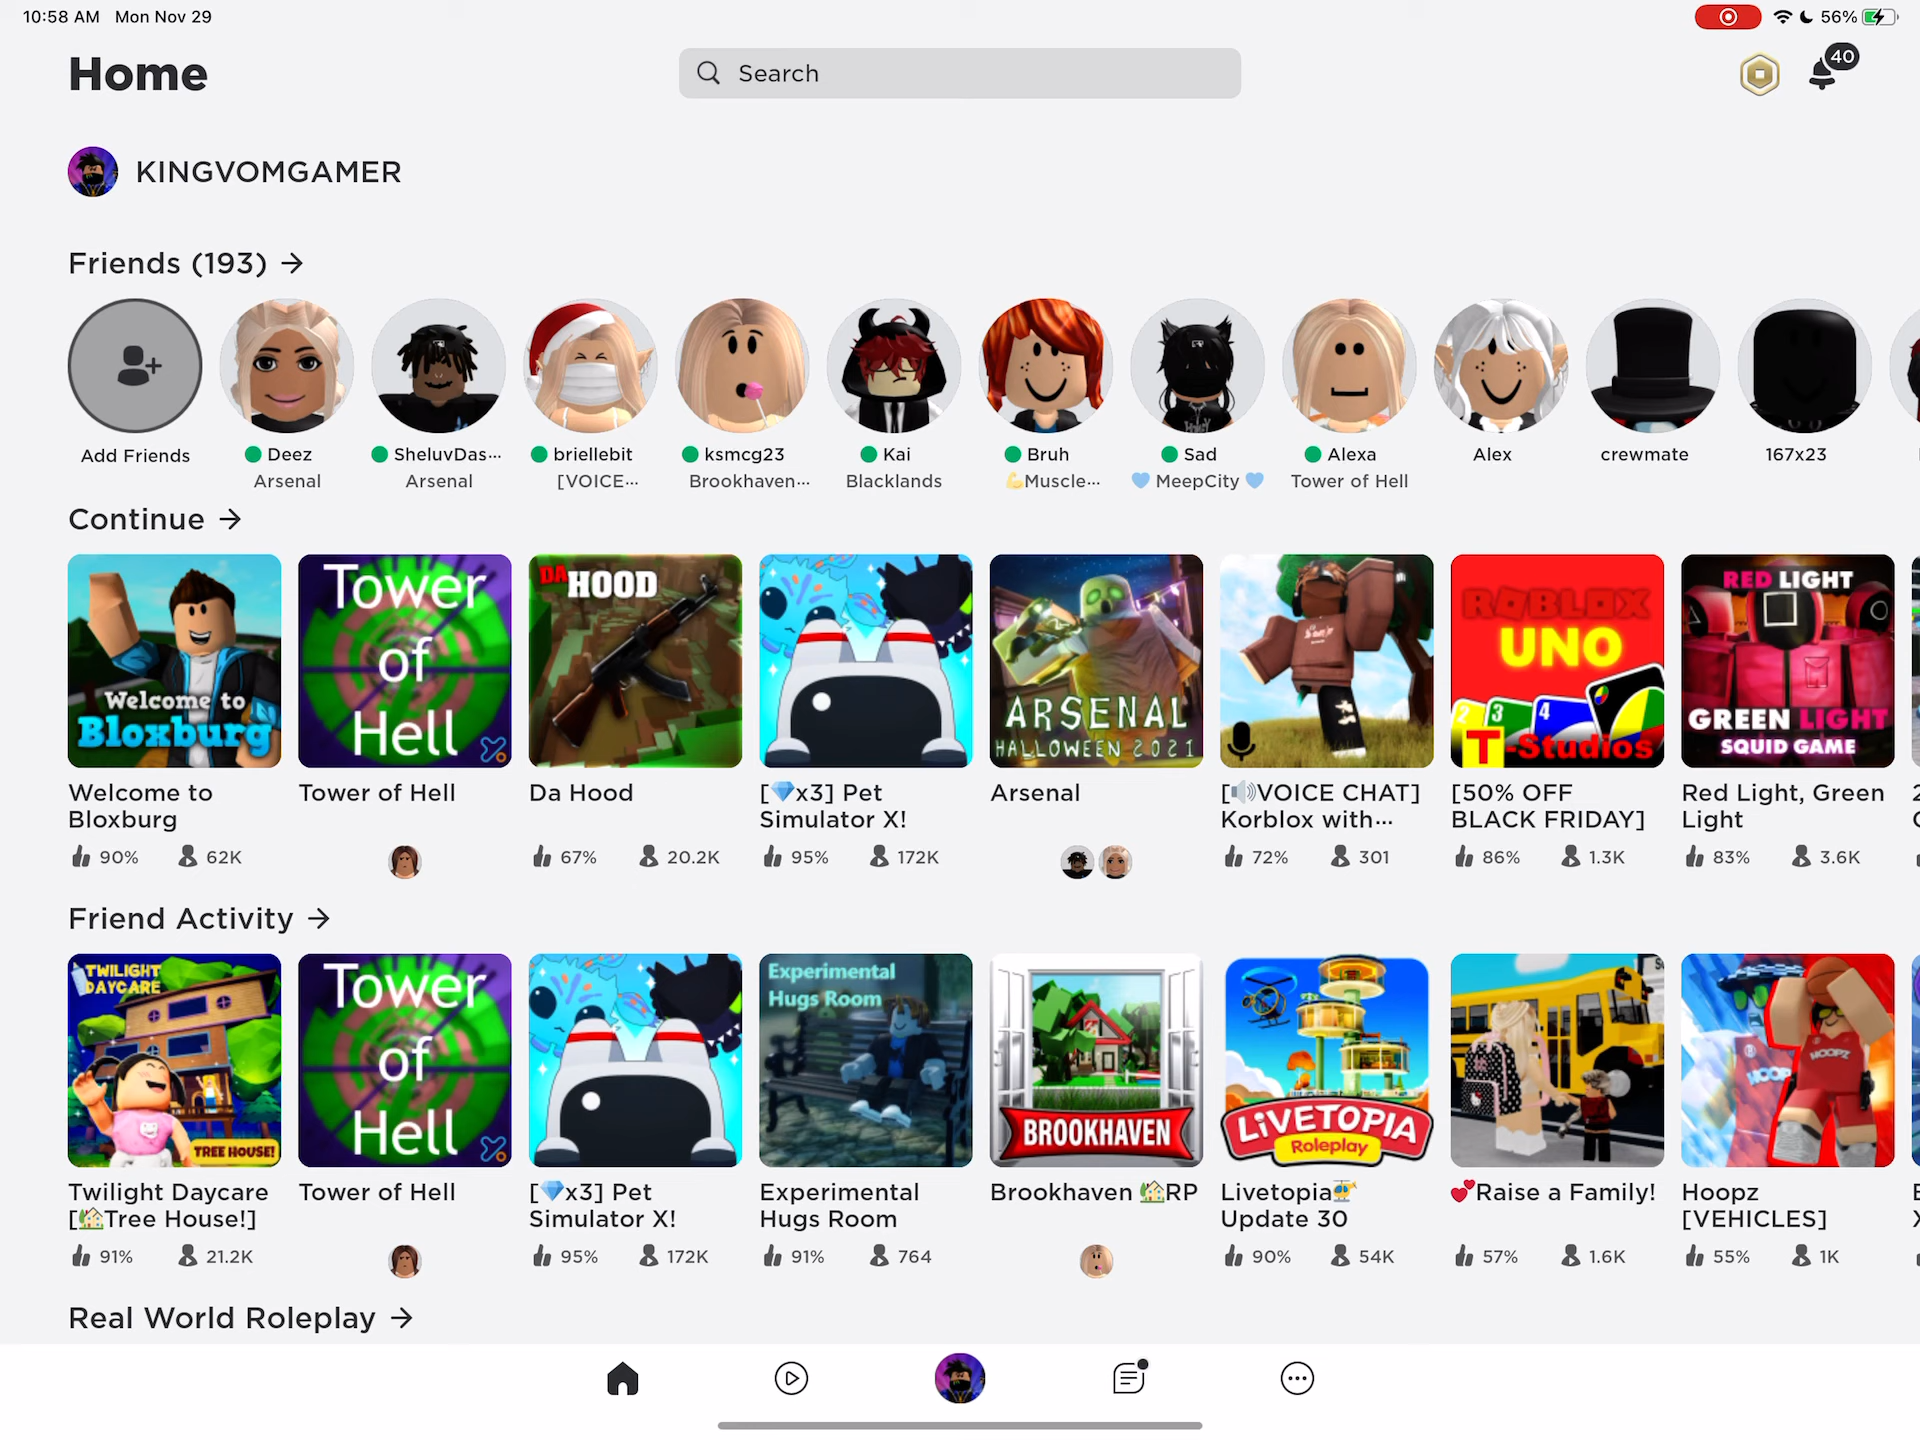 10:58 AM Mon Nov 29
56%
Home
Search
40
KINGVOMGAMER
Friends (193) →
Add Friends
Deez
Arsenal
SheluvDas...
Arsenal
briellebit
[VOICE...
ksmcg23
Brookhaven...
Kai
Blacklands
Bruh
💪Muscle...
Sad
💙 MeepCity 💙
Alexa
Tower of Hell
Alex
crewmate
167x23
Continue →
Welcome to
Bloxburg
Tower
of
Hell
DA HOOD
ARSENAL
HALLOWEEN 2021
ROBLOX
UNO
2 3 4
T-Studios
RED LIGHT
GREEN LIGHT
SQUID GAME
Welcome to
Bloxburg
90% 62K
Tower of Hell
Da Hood
67% 20.2K
[💎x3] Pet
Simulator X!
95% 172K
Arsenal
[🔊VOICE CHAT]
Korblox with...
72% 301
[50% OFF
BLACK FRIDAY]
86% 1.3K
Red Light, Green
Light
83% 3.6K
Friend Activity →
TWILIGHT
DAYCARE
TREE HOUSE!
Tower
of
Hell
Experimental
Hugs Room
BROOKHAVEN
LIVETOPIA
Roleplay
HOOPZ
Twilight Daycare
[🏡Tree House!]
91% 21.2K
Tower of Hell
[💎x3] Pet
Simulator X!
95% 172K
Experimental
Hugs Room
91% 764
Brookhaven 🏡RP
Livetopia🚁
Update 30
90% 54K
💕Raise a Family!
57% 1.6K
Hoopz
[VEHICLES]
55% 1K
Real World Roleplay →